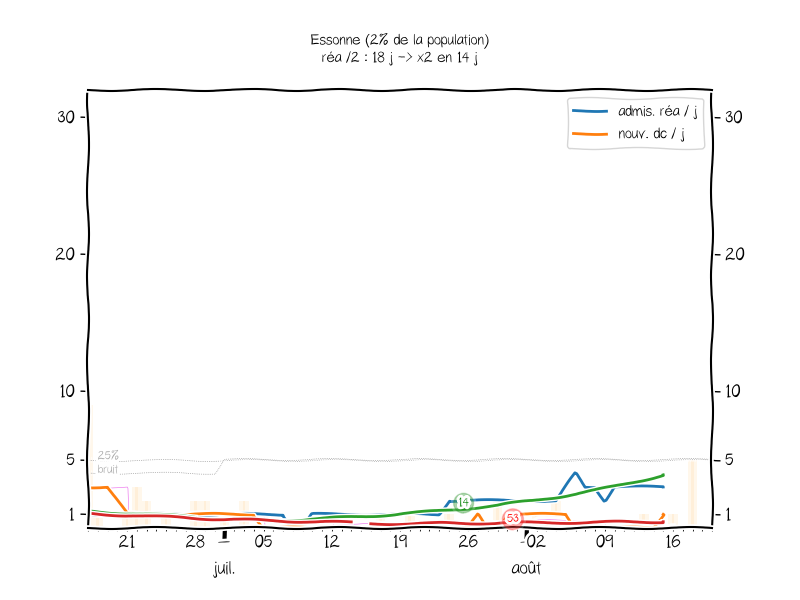 Essonne (2% de la population)
réa /2 : 18 j -> x2 en 14 j
admis. réa / j
nouv. dc / j
30
30
20
20
10
10
5
5
25%
bruit
14
53
1
1
21 28 05 12 19 26 02 09 16
juil. août